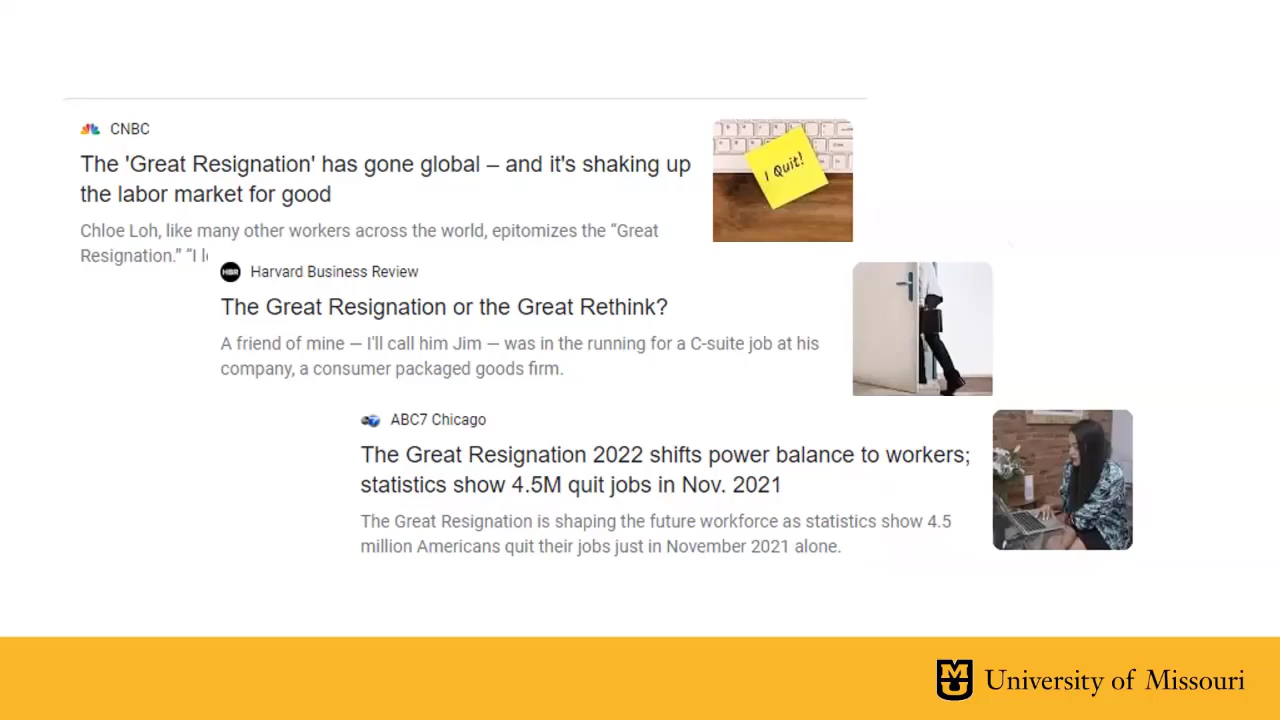 CNBC
The 'Great Resignation' has gone global – and it's shaking up
the labor market for good
Chloe Loh, like many other workers across the world, epitomizes the “Great
Resignation.” “I l
I Quit!
HBR Harvard Business Review
The Great Resignation or the Great Rethink?
A friend of mine — I'll call him Jim — was in the running for a C-suite job at his
company, a consumer packaged goods firm.
ABC7 Chicago
The Great Resignation 2022 shifts power balance to workers;
statistics show 4.5M quit jobs in Nov. 2021
The Great Resignation is shaping the future workforce as statistics show 4.5
million Americans quit their jobs just in November 2021 alone.
MU University of Missouri